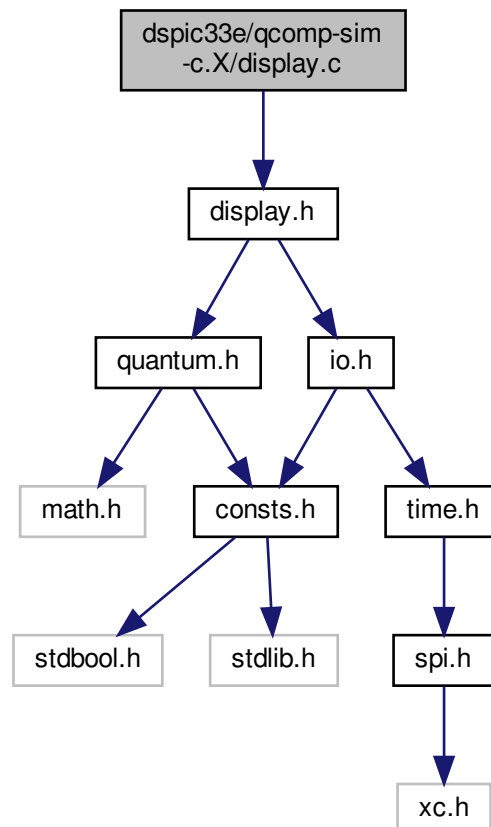 dspic33e/qcomp-sim
-c.X/display.c
display.h
quantum.h
io.h
math.h
consts.h
time.h
stdbool.h
stdlib.h
spi.h
xc.h